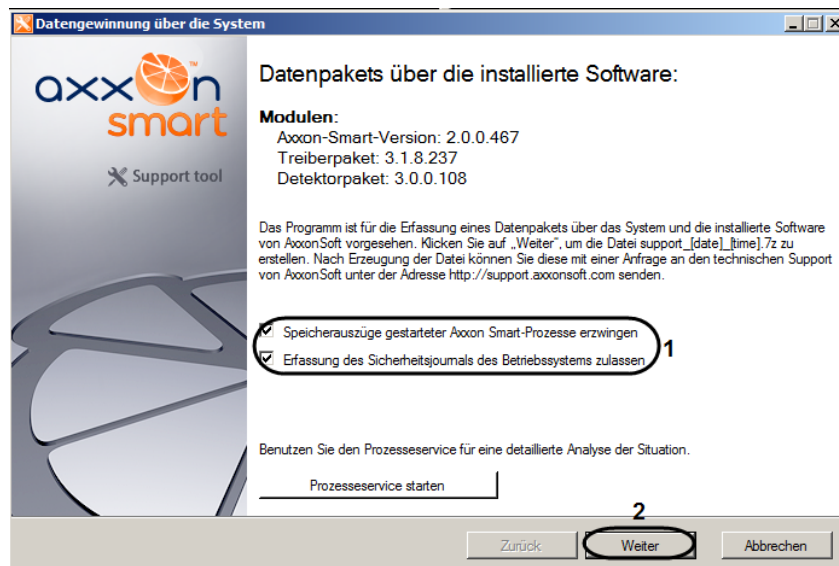 Datengewinnung über die System
axxon
smart
Support tool
Datenpakets über die installierte Software:
Modulen:
Axxon-Smart-Version: 2.0.0.467
Treiberpaket: 3.1.8.237
Detektorpaket: 3.0.0.108
Das Programm ist für die Erfassung eines Datenpakets über das System und die installierte Software
von AxxonSoft vorgesehen. Klicken Sie auf „Weiter", um die Datei support_[date]_[time].7z zu
erstellen. Nach Erzeugung der Datei können Sie diese mit einer Anfrage an den technischen Support
von AxxonSoft unter der Adresse http://support.axxonsoft.com senden.
Speicherauszüge gestarteter Axxon Smart-Prozesse erzwingen
Erfassung des Sicherheitsjournals des Betriebssystems zulassen
1
Benutzen Sie den Prozesseservice für eine detaillierte Analyse der Situation.
Prozesseservice starten
2
Zurück
Weiter
Abbrechen